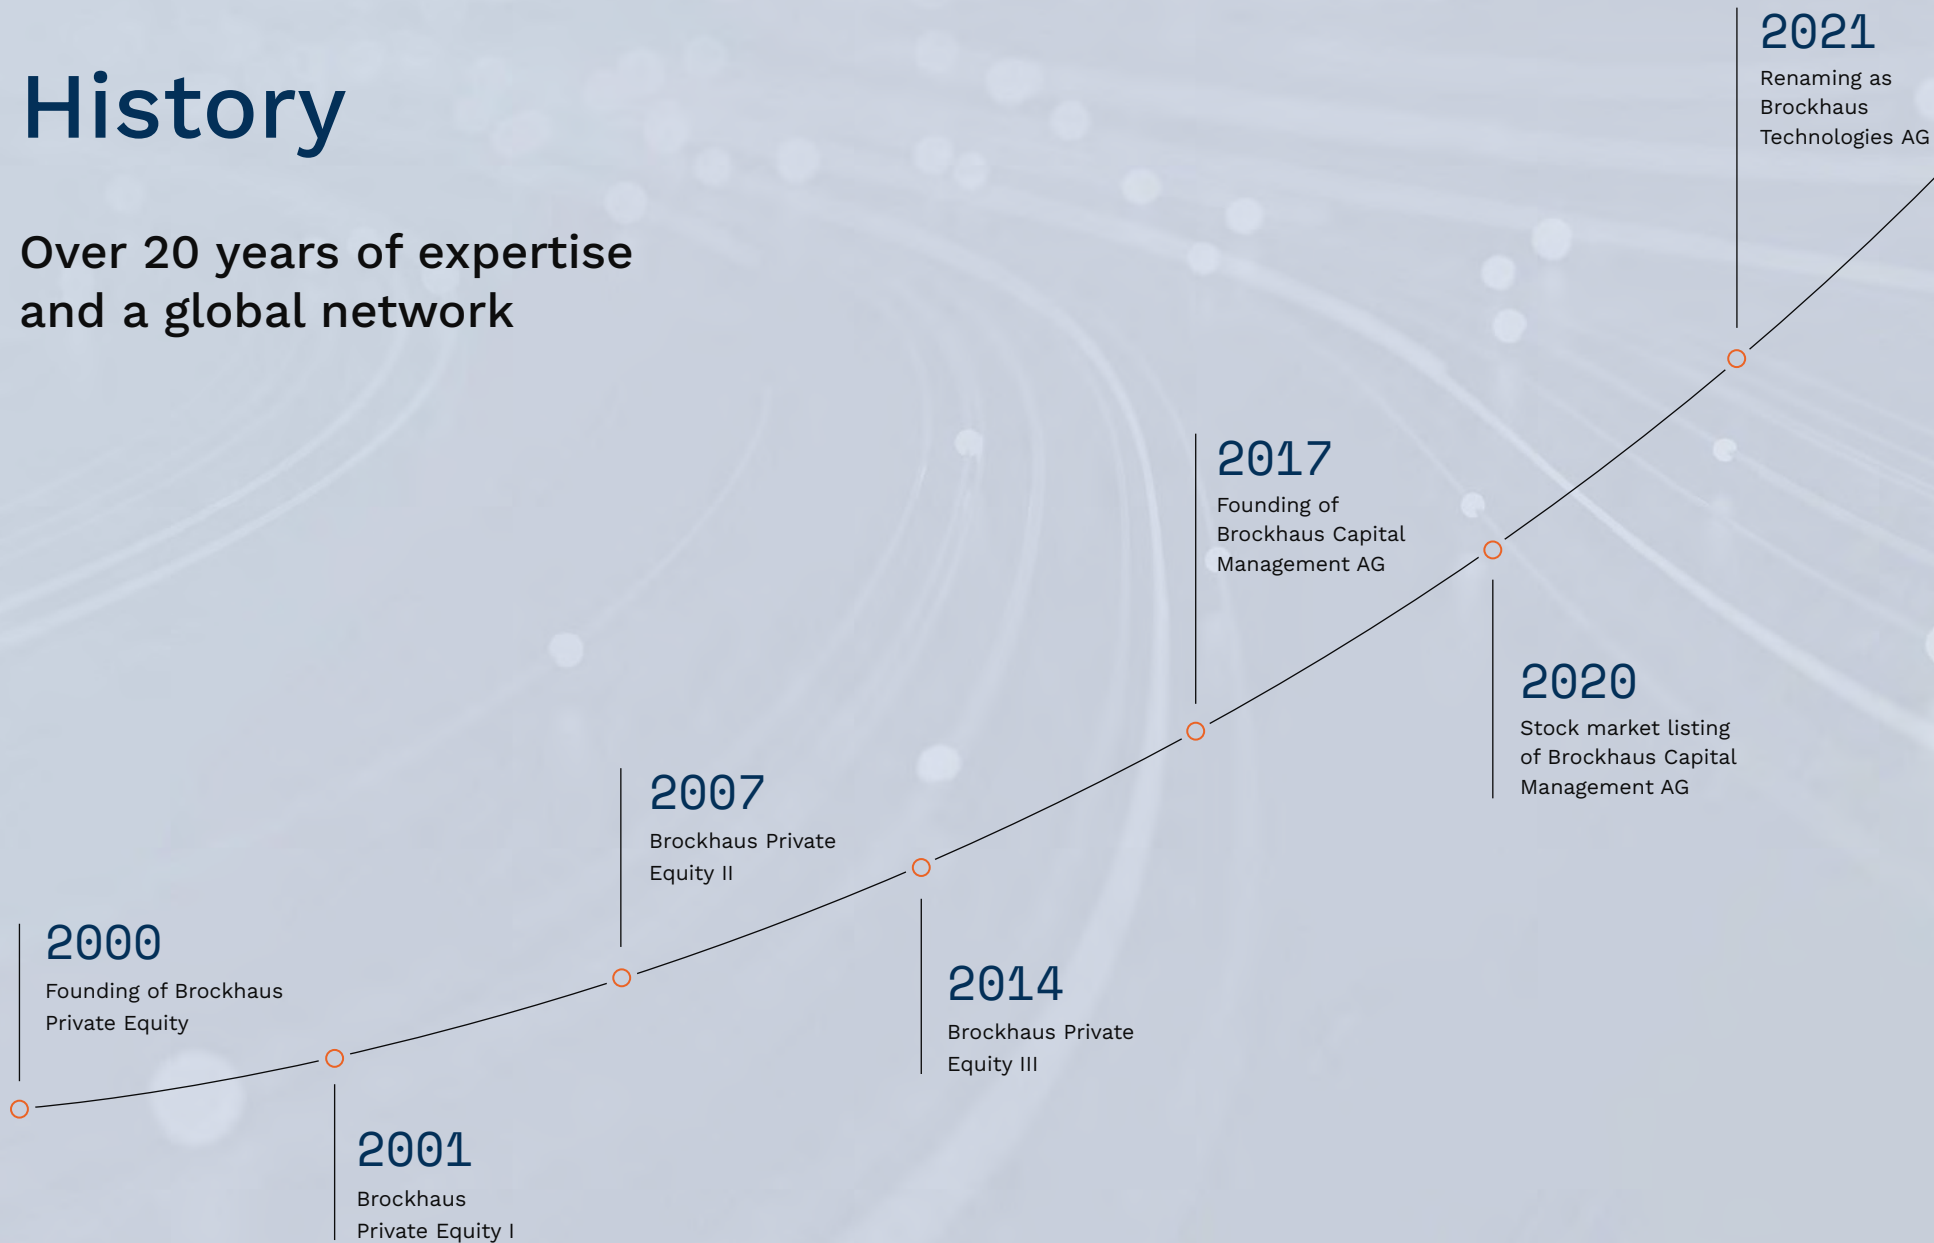 History
Over 20 years of expertise
and a global network
2000
Founding of Brockhaus
Private Equity
2001
Brockhaus
Private Equity I
2007
Brockhaus Private
Equity II
2014
Brockhaus Private
Equity III
2017
Founding of
Brockhaus Capital
Management AG
2020
Stock market listing
of Brockhaus Capital
Management AG
2021
Renaming as
Brockhaus
Technologies AG